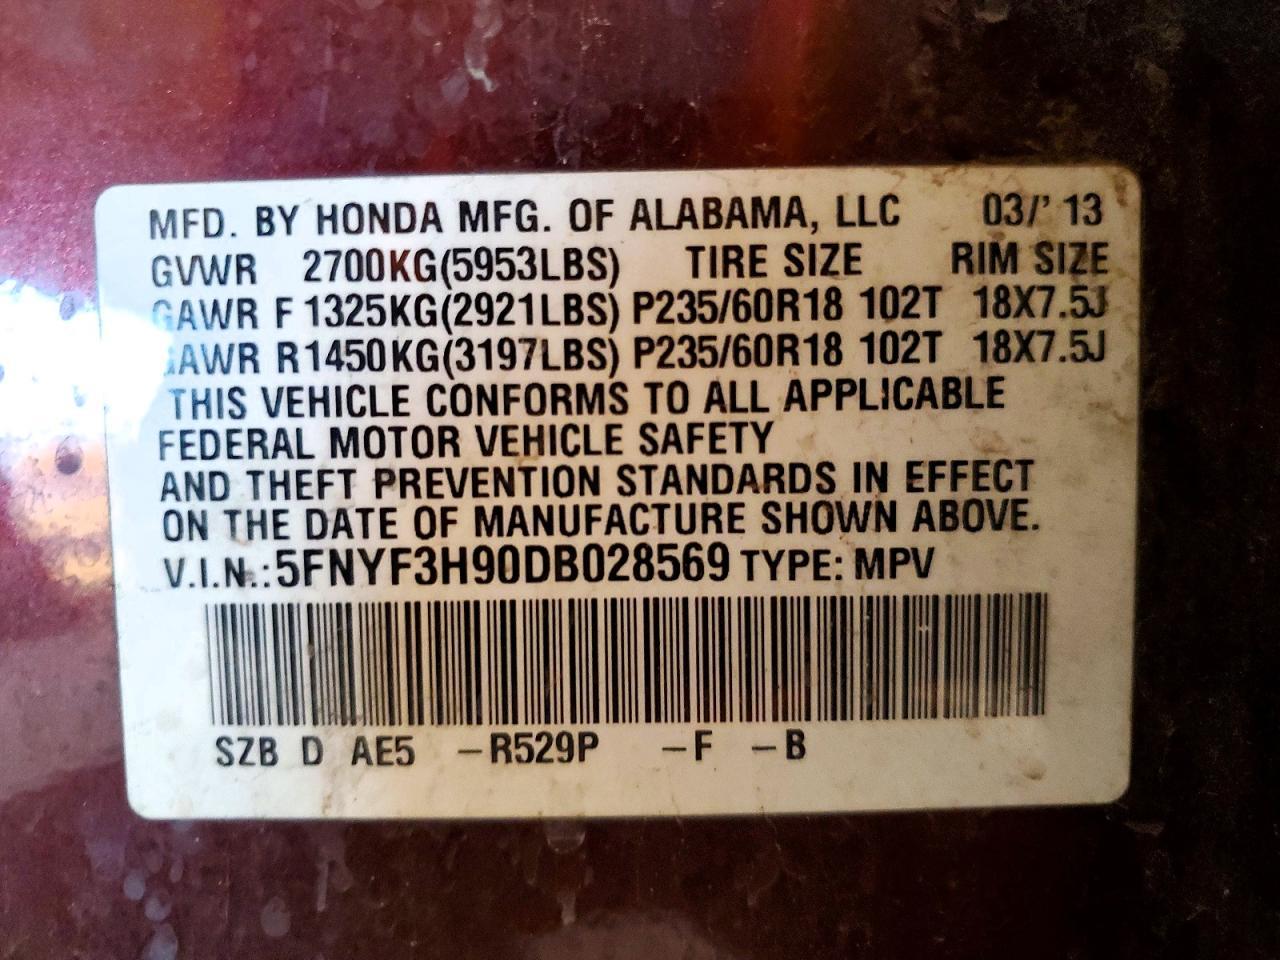 MFD. BY HONDA MFG. OF ALABAMA, LLC 03/' 13
GVWR 2700KG(5953LBS) TIRE SIZE RIM SIZE
GAWR F 1325KG(2921LBS) P235/60R18 102T 18X7.5J
GAWR R1450KG(3197LBS) P235/60R18 102T 18X7.5J
THIS VEHICLE CONFORMS TO ALL APPLICABLE
FEDERAL MOTOR VEHICLE SAFETY
AND THEFT PREVENTION STANDARDS IN EFFECT
ON THE DATE OF MANUFACTURE SHOWN ABOVE.
V.I.N.:5FNYF3H90DB028569 TYPE: MPV
SZB D AE5 -R529P -F -B